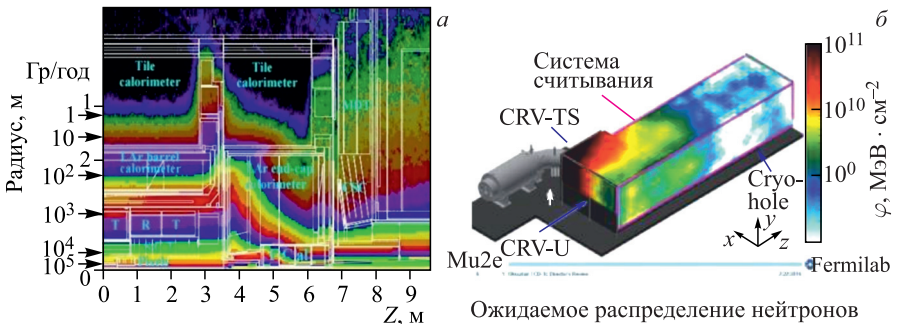 а
Гр/год
Радиус, м
1
1
10
10²
10³
10⁴
10⁵
0
Tile
calorimeter
Tile
calorimeter
LAr barrel
calorimeter
LAr end-cap
calorimeter
T R T
0 1 2 3 4 5 6 7 8 9
Z, м
б
Система
считывания
CRV-TS
CRV-U
Cryo-
hole
y
x
z
Mu2e
Fermilab
10¹¹
10¹⁰
10⁰
φ, МэВ · см⁻²
Ожидаемое распределение нейтронов